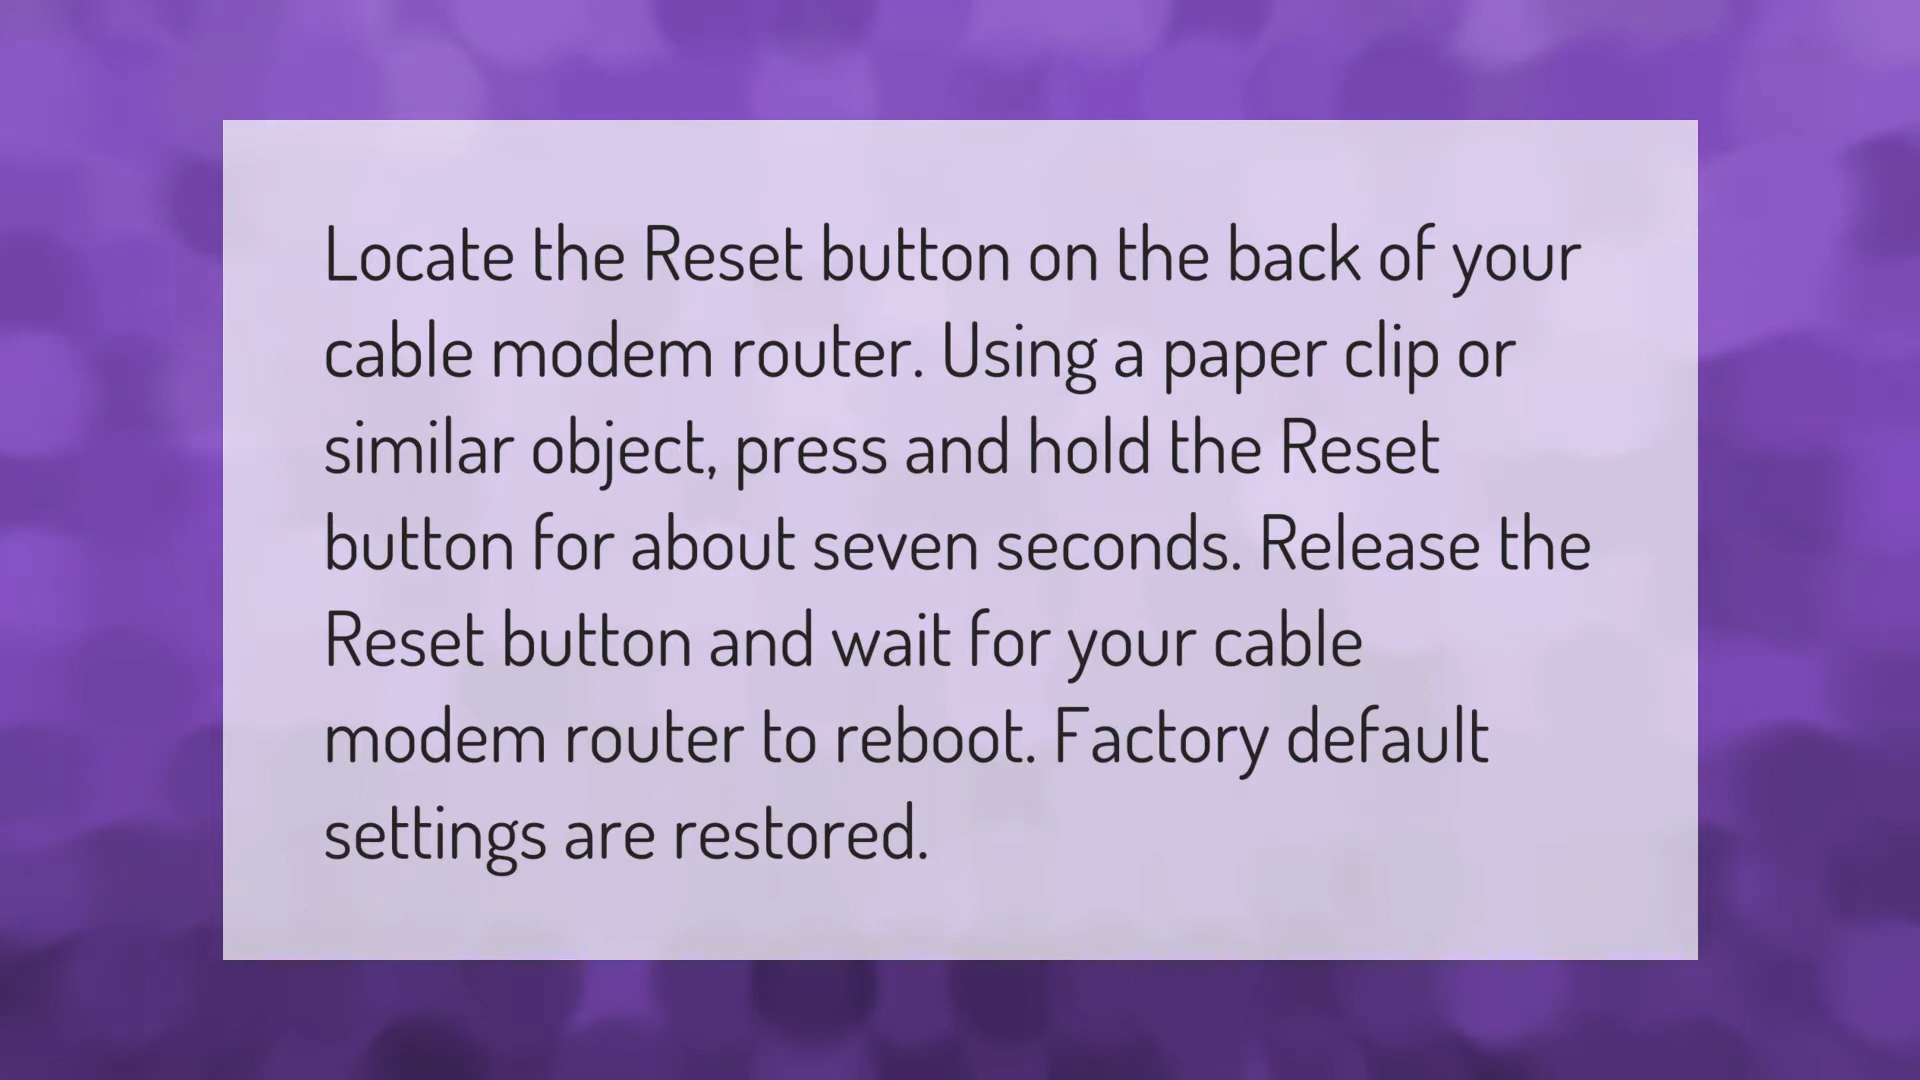 Locate the Reset button on the back of your
cable modem router. Using a paper clip or
similar object, press and hold the Reset
button for about seven seconds. Release the
Reset button and wait for your cable
modem router to reboot. Factory default
settings are restored.